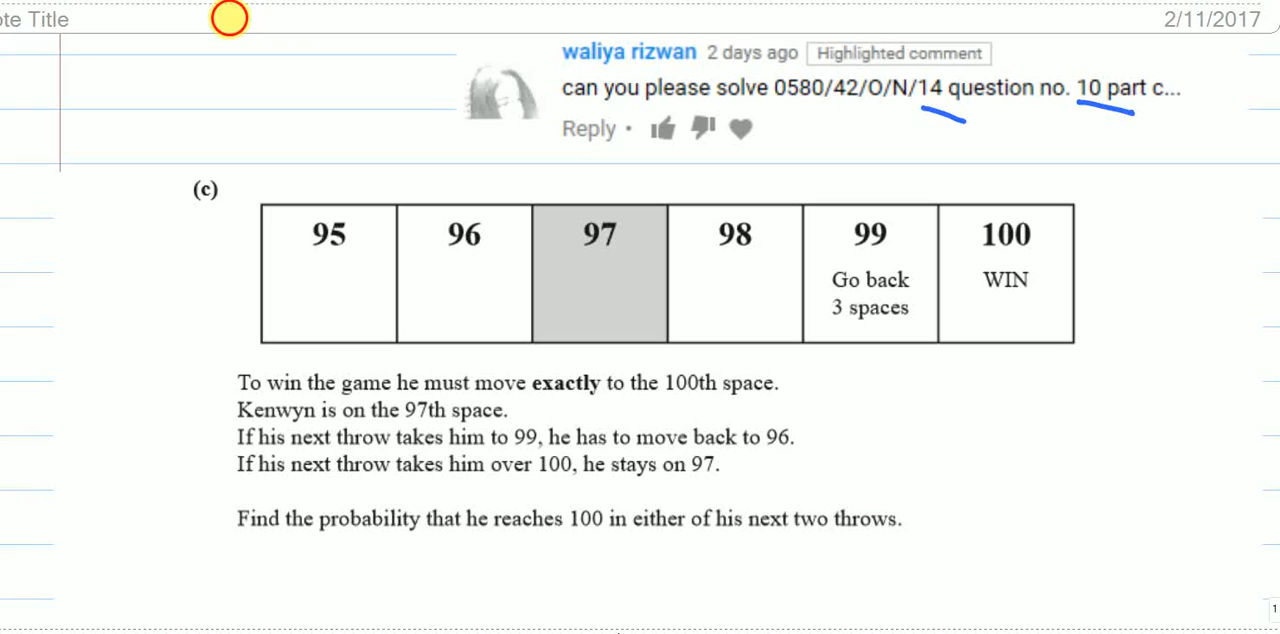 ote Title
2/11/2017
waliya rizwan 2 days ago Highlighted comment
can you please solve 0580/42/O/N/14 question no. 10 part c...
Reply •
(c)
95 96 97 98 99 100
Go back WIN
3 spaces
To win the game he must move exactly to the 100th space.
Kenwyn is on the 97th space.
If his next throw takes him to 99, he has to move back to 96.
If his next throw takes him over 100, he stays on 97.
Find the probability that he reaches 100 in either of his next two throws.
1